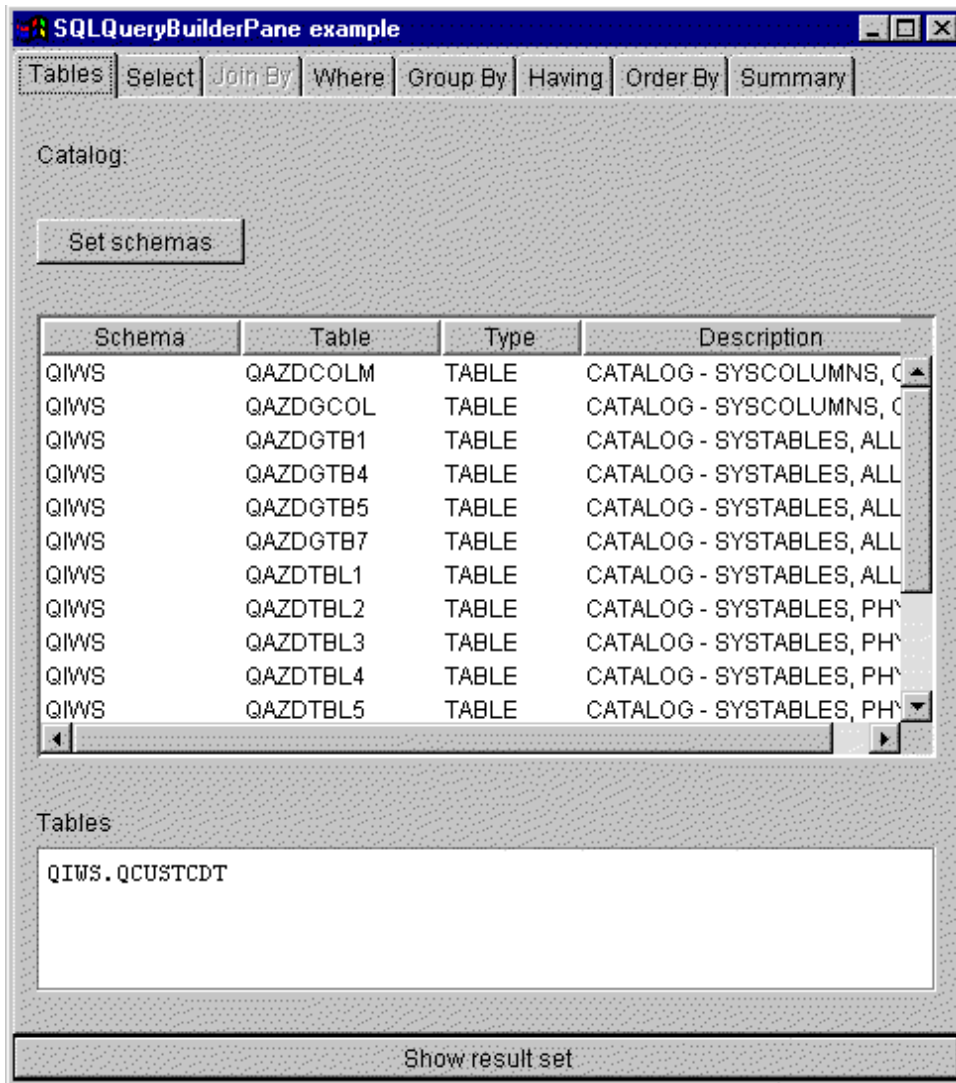 SQLQueryBuilderPane example
Tables Select Join By Where Group By Having Order By Summary
Catalog:
Set schemas
Schema Table Type Description
QIWS QAZDCOLM TABLE CATALOG - SYSCOLUMNS,
QIWS QAZDGCOL TABLE CATALOG - SYSCOLUMNS,
QIWS QAZDGTB1 TABLE CATALOG - SYSTABLES, ALL
QIWS QAZDGTB4 TABLE CATALOG - SYSTABLES, ALL
QIWS QAZDGTB5 TABLE CATALOG - SYSTABLES, ALL
QIWS QAZDGTB7 TABLE CATALOG - SYSTABLES, ALL
QIWS QAZDTBL1 TABLE CATALOG - SYSTABLES, ALL
QIWS QAZDTBL2 TABLE CATALOG - SYSTABLES, PHY
QIWS QAZDTBL3 TABLE CATALOG - SYSTABLES, PHY
QIWS QAZDTBL4 TABLE CATALOG - SYSTABLES, PHY
QIWS QAZDTBL5 TABLE CATALOG - SYSTABLES, PHY
Tables
QIWS.QCUSTCDT
Show result set